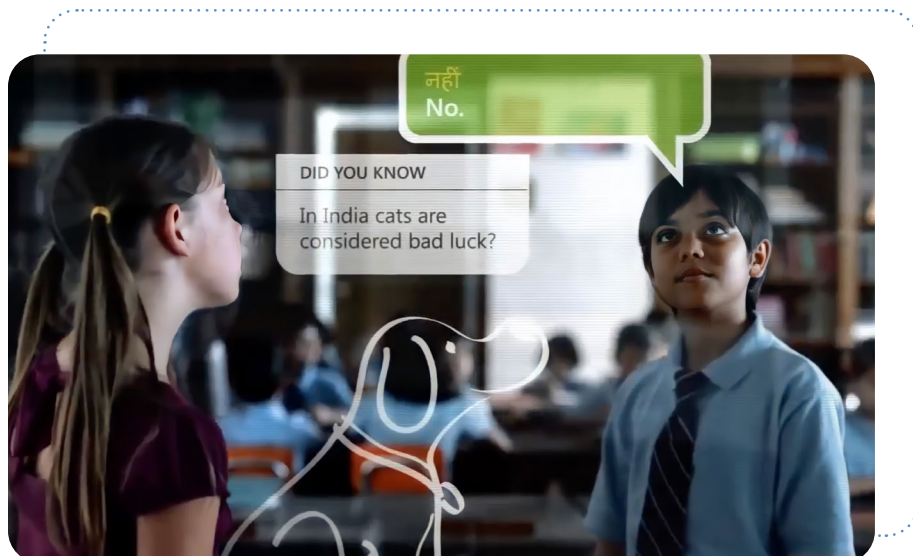 नहीं
No.
DID YOU KNOW
In India cats are
considered bad luck?